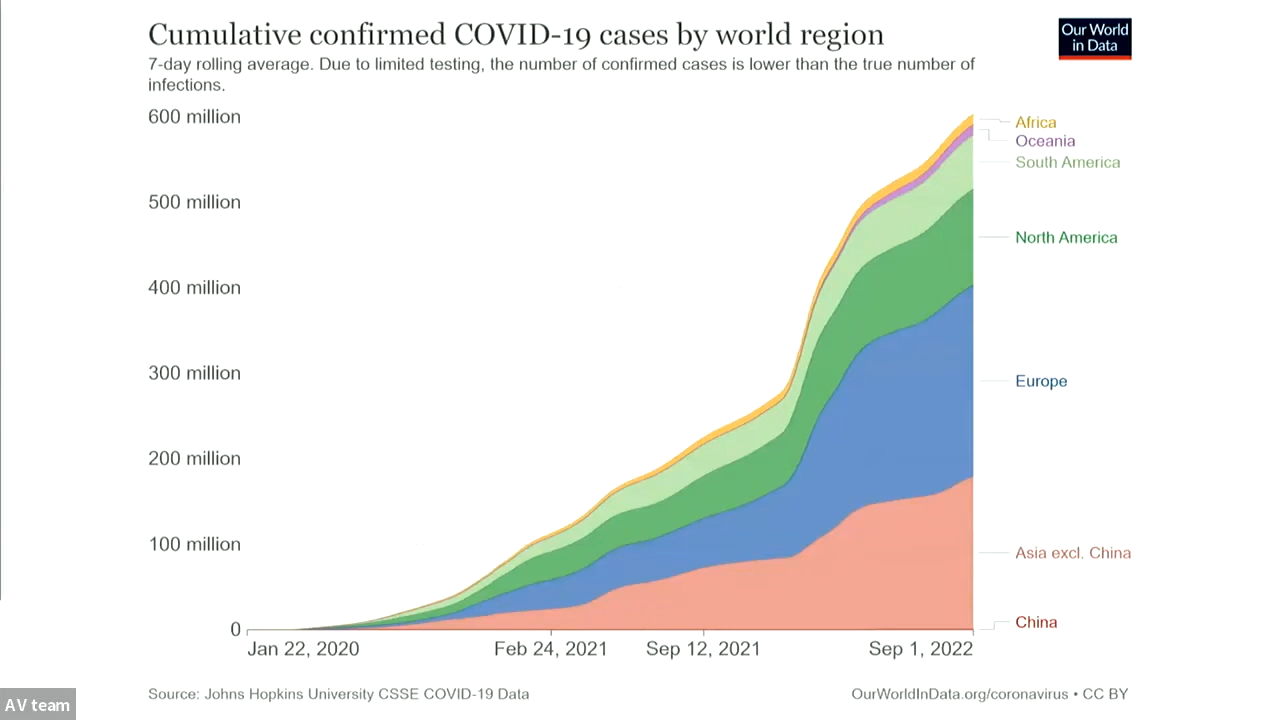 Cumulative confirmed COVID-19 cases by world region
Our World
in Data
7-day rolling average. Due to limited testing, the number of confirmed cases is lower than the true number of
infections.
600 million
500 million
400 million
300 million
200 million
100 million
0
Africa
Oceania
South America
North America
Europe
Asia excl. China
China
Jan 22, 2020
Feb 24, 2021
Sep 12, 2021
Sep 1, 2022
Source: Johns Hopkins University CSSE COVID-19 Data
OurWorldInData.org/coronavirus • CC BY
AV team